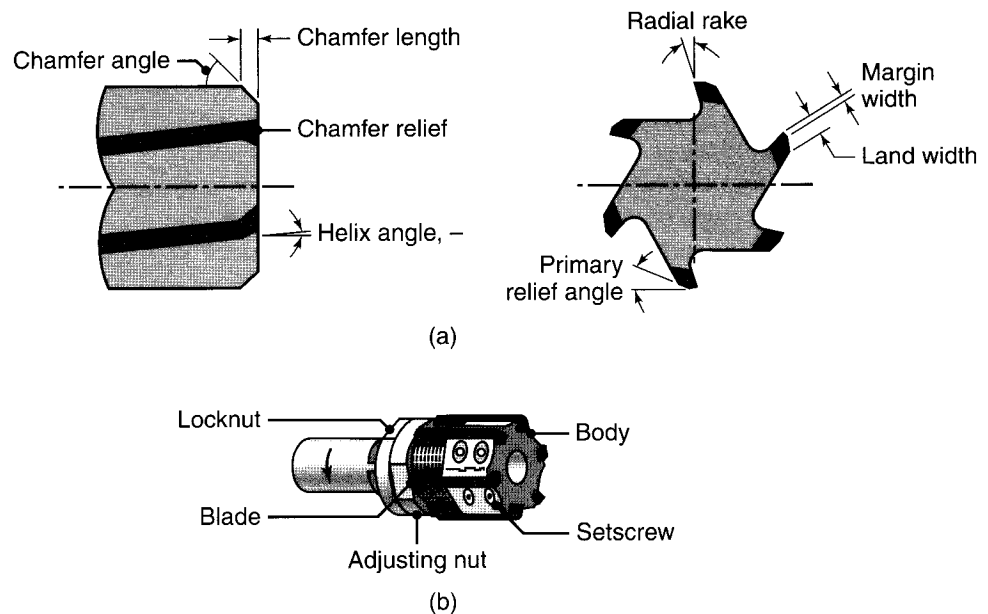 Chamfer length
Chamfer angle
Chamfer relief
Helix angle, –
Radial rake
Margin
width
Land width
Primary
relief angle
(a)
Locknut
Body
Blade
Setscrew
Adjusting nut
(b)